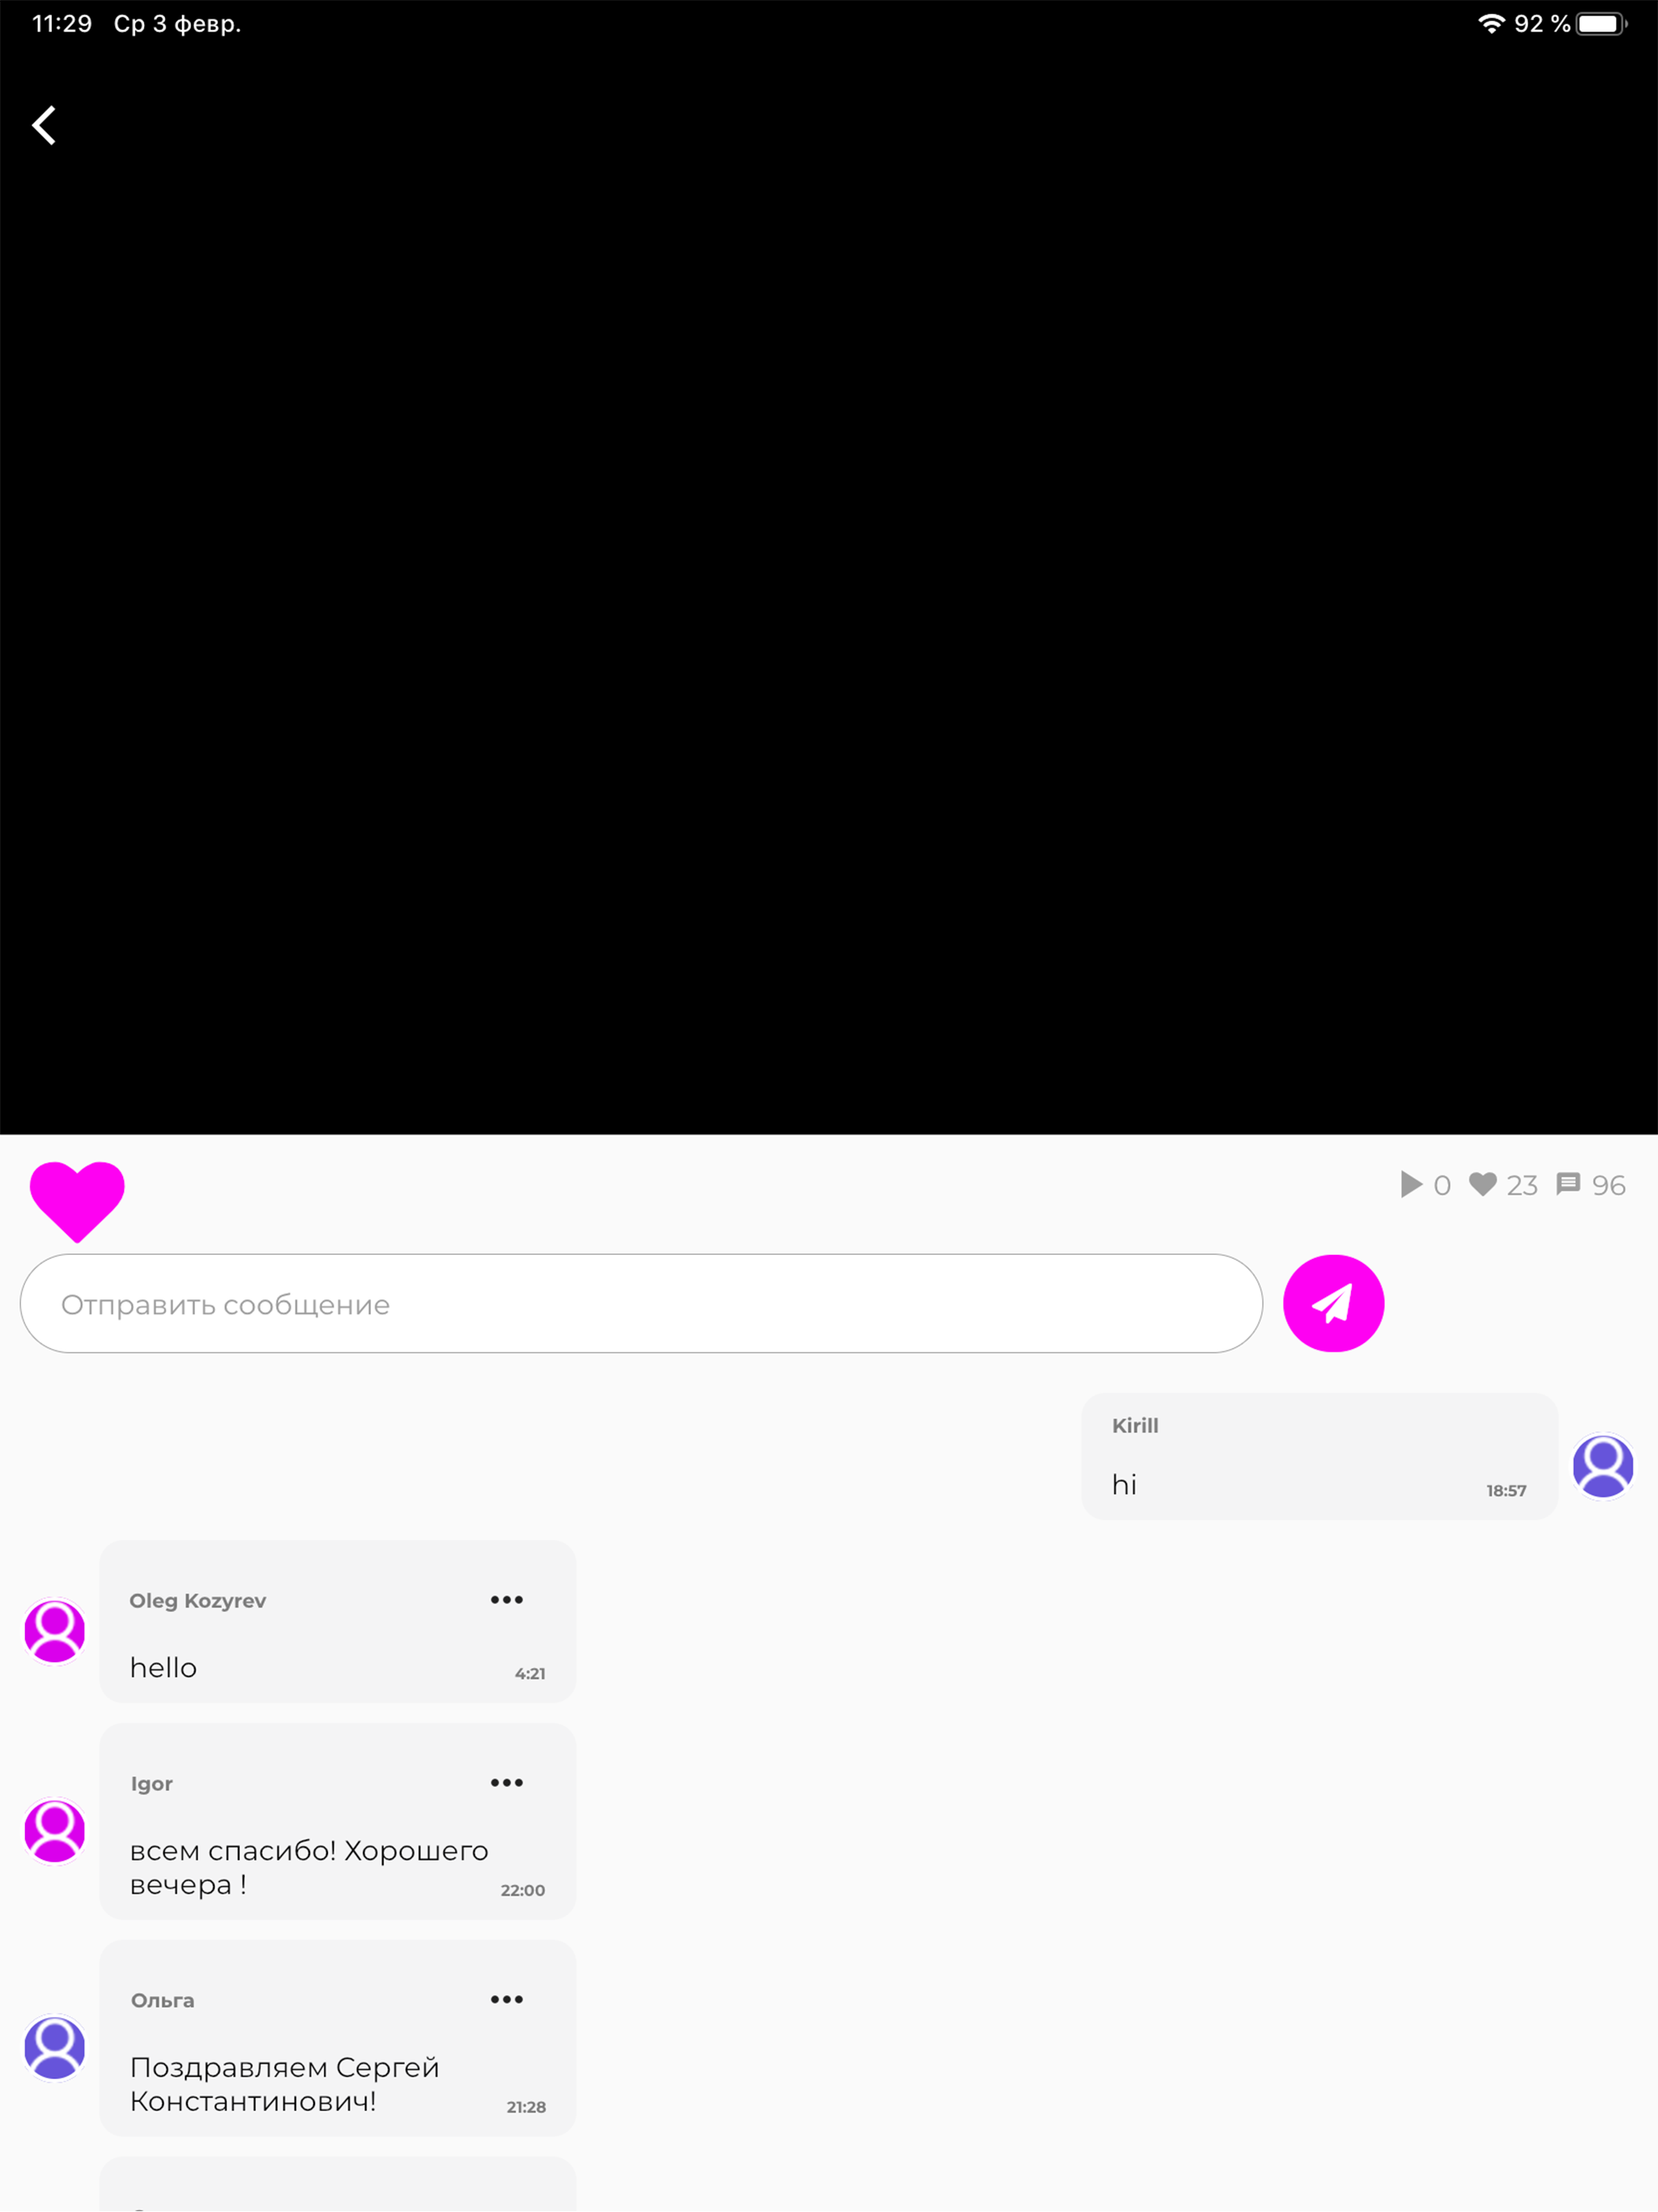 11:29 Ср 3 февр.
92 %
0 23 96
Отправить сообщение
Kirill
hi
18:57
Oleg Kozyrev
hello
4:21
Igor
всем спасибо! Хорошего
вечера !
22:00
Ольга
Поздравляем Сергей
Константинович!
21:28